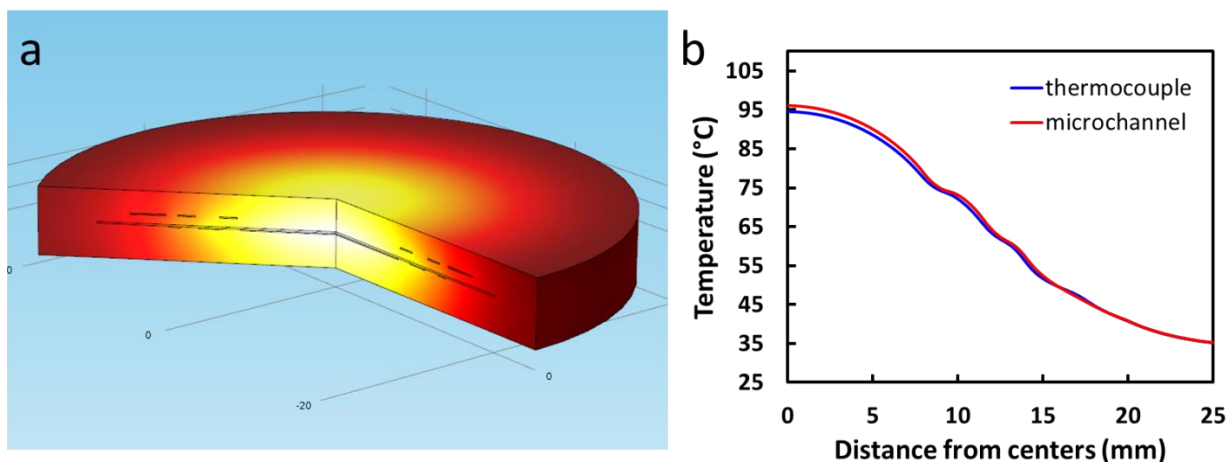 a
0
0
-20
0
b
Temperature (°C)
105
95
85
75
65
55
45
35
25
thermocouple
microchannel
0 5 10 15 20 25
Distance from centers (mm)